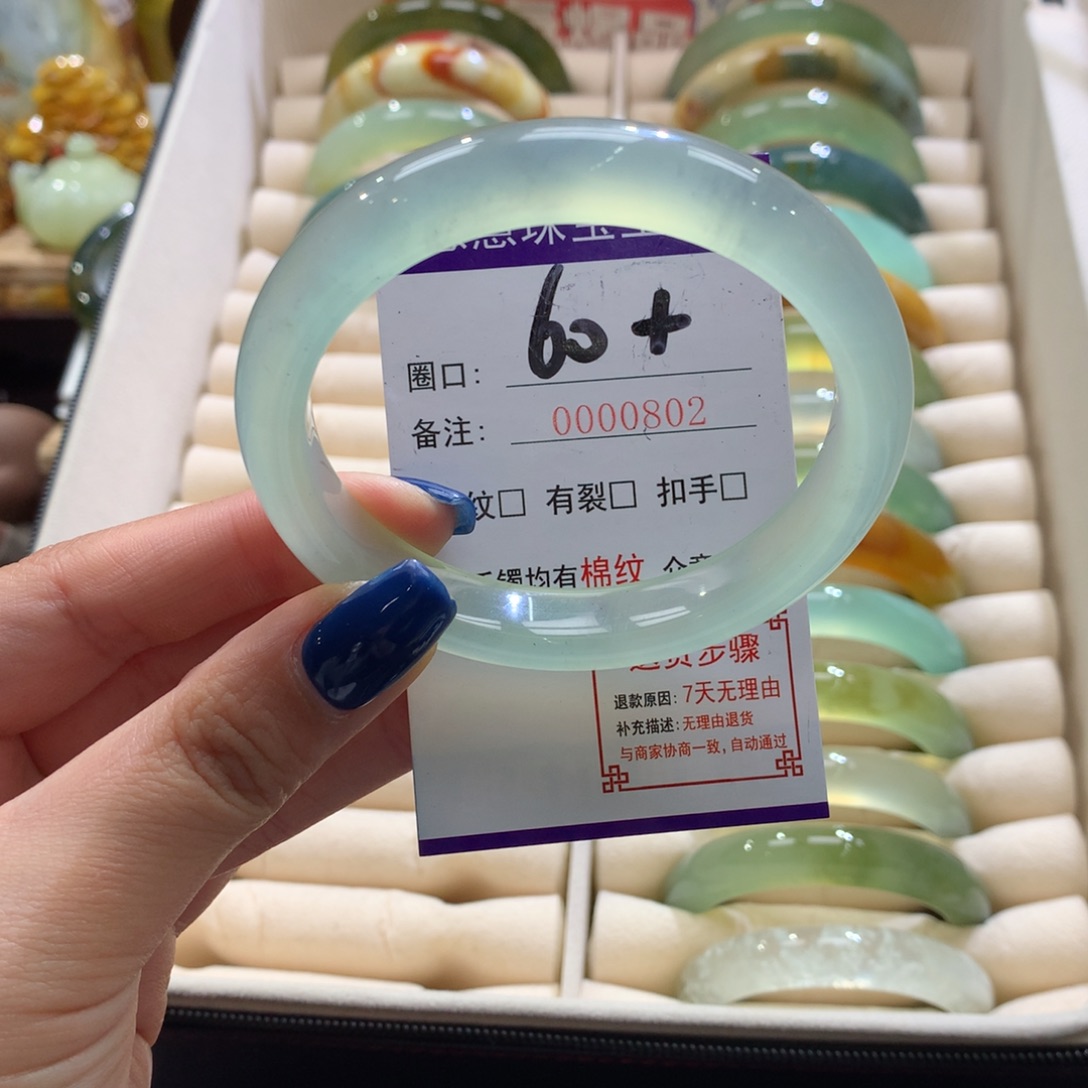 珠宝
60+
圈口:
备注: 0000802
纹□ 有裂□ 扣手□
镯均有棉纹
退货步骤
退款原因: 7天无理由
补充描述: 无理由退货
与商家协商一致, 自动通过